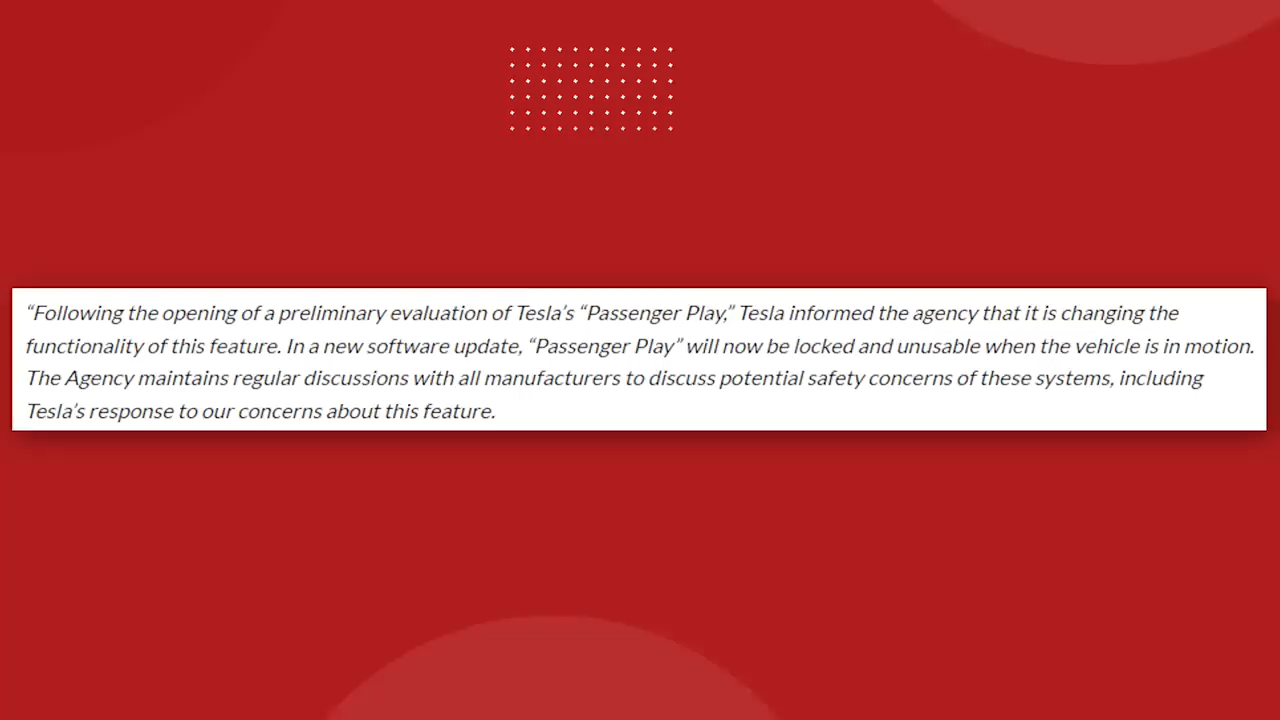 “Following the opening of a preliminary evaluation of Tesla's “Passenger Play,” Tesla informed the agency that it is changing the
functionality of this feature. In a new software update, “Passenger Play” will now be locked and unusable when the vehicle is in motion.
The Agency maintains regular discussions with all manufacturers to discuss potential safety concerns of these systems, including
Tesla’s response to our concerns about this feature.